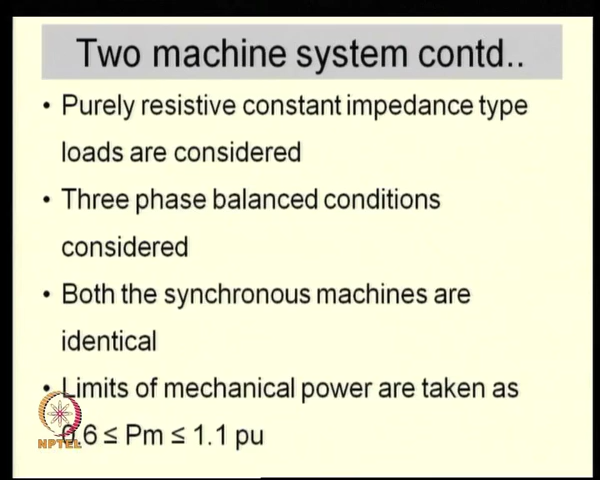 Two machine system contd..
• Purely resistive constant impedance type
loads are considered
• Three phase balanced conditions
considered
• Both the synchronous machines are
identical
• Limits of mechanical power are taken as
0.6 ≤ Pm ≤ 1.1 pu
NPTEL